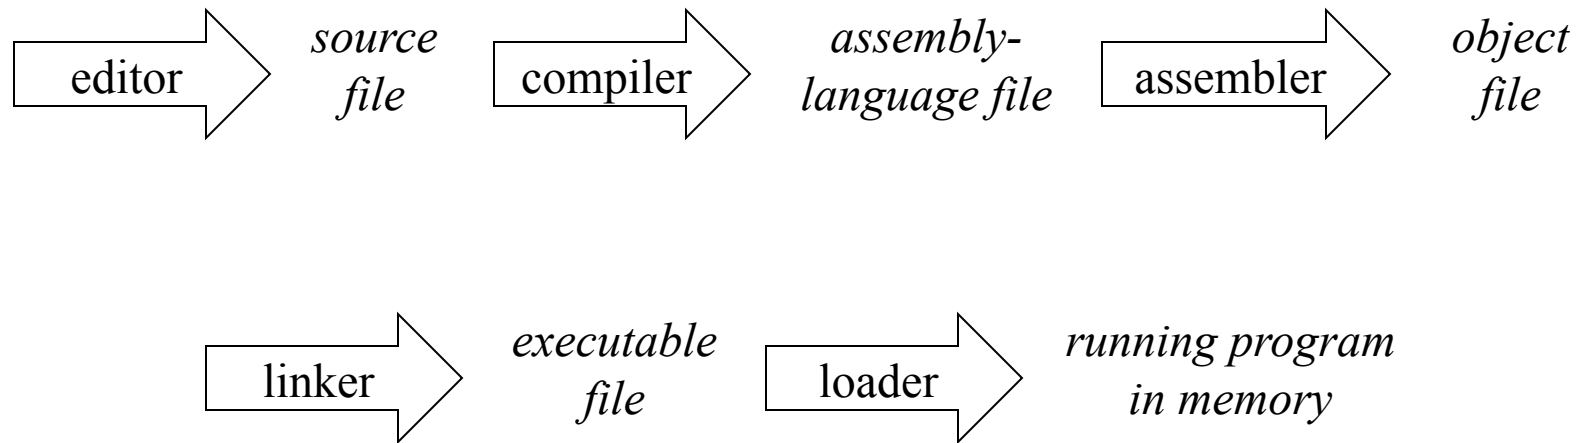 editor
source
file
compiler
assembly-
language file
assembler
object
file
linker
executable
file
loader
running program
in memory